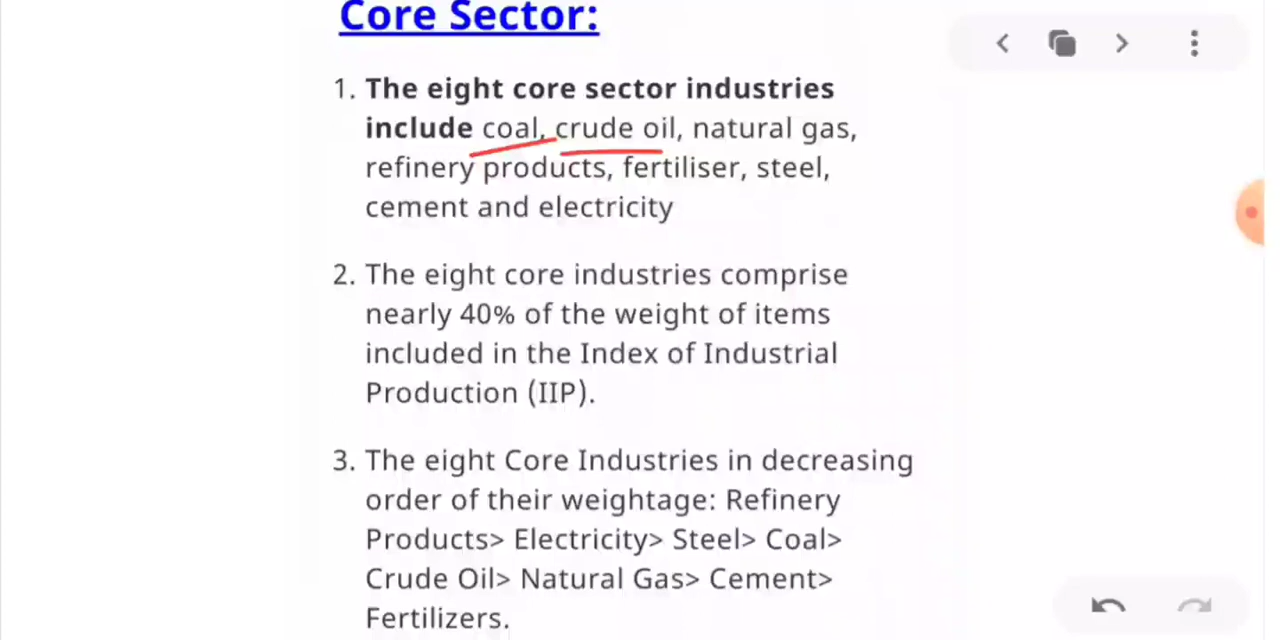 Core Sector:
1. The eight core sector industries
include coal, crude oil, natural gas,
refinery products, fertiliser, steel,
cement and electricity
2. The eight core industries comprise
nearly 40% of the weight of items
included in the Index of Industrial
Production (IIP).
3. The eight Core Industries in decreasing
order of their weightage: Refinery
Products> Electricity> Steel> Coal>
Crude Oil> Natural Gas> Cement>
Fertilizers.